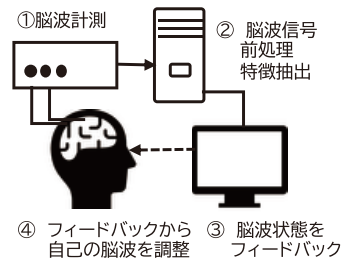 ①脳波計測
② 脳波信号
前処理
特徴抽出
③ 脳波状態を
フィードバック
④ フィードバックから
自己の脳波を調整